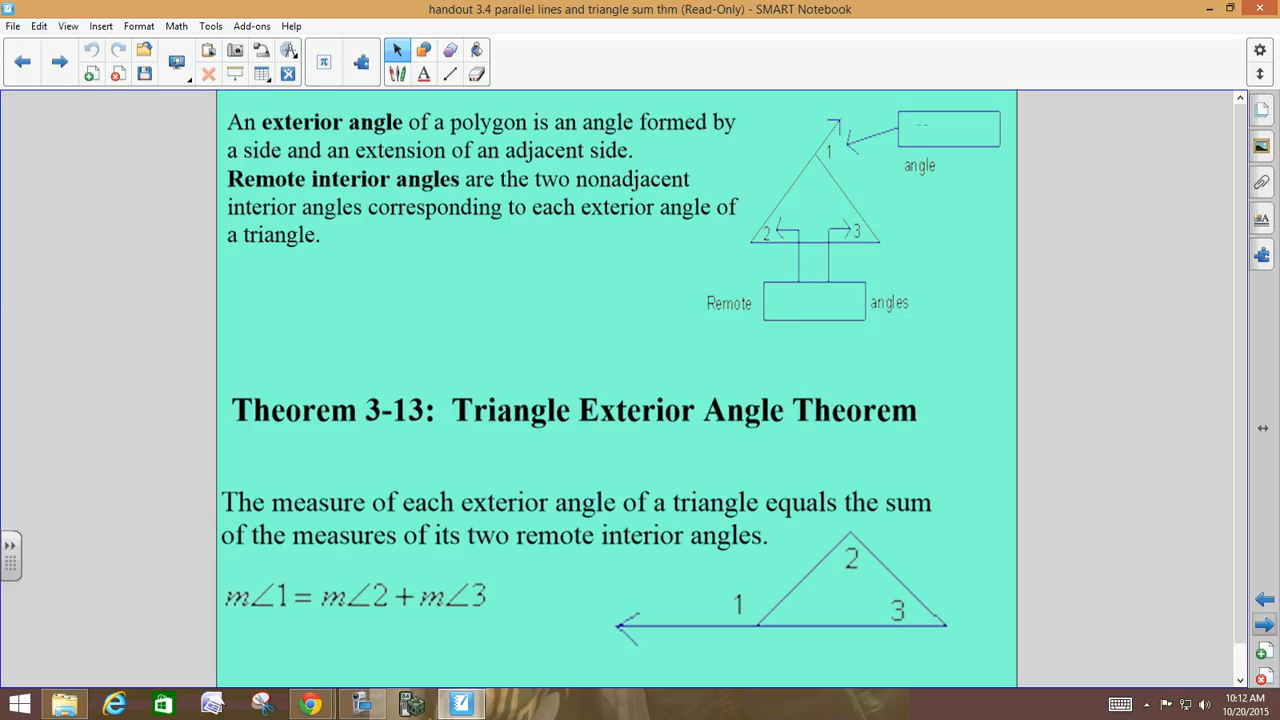 handout 3.4 parallel lines and triangle sum thm (Read-Only) - SMART Notebook
File Edit View Insert Format Math Tools Add-ons Help
An exterior angle of a polygon is an angle formed by
a side and an extension of an adjacent side.
Remote interior angles are the two nonadjacent
interior angles corresponding to each exterior angle of
a triangle.
1
angle
2
3
Remote
angles
Theorem 3-13: Triangle Exterior Angle Theorem
The measure of each exterior angle of a triangle equals the sum
of the measures of its two remote interior angles.
m∠1 = m∠2 + m∠3
1
2
3
10:12 AM
10/20/2015